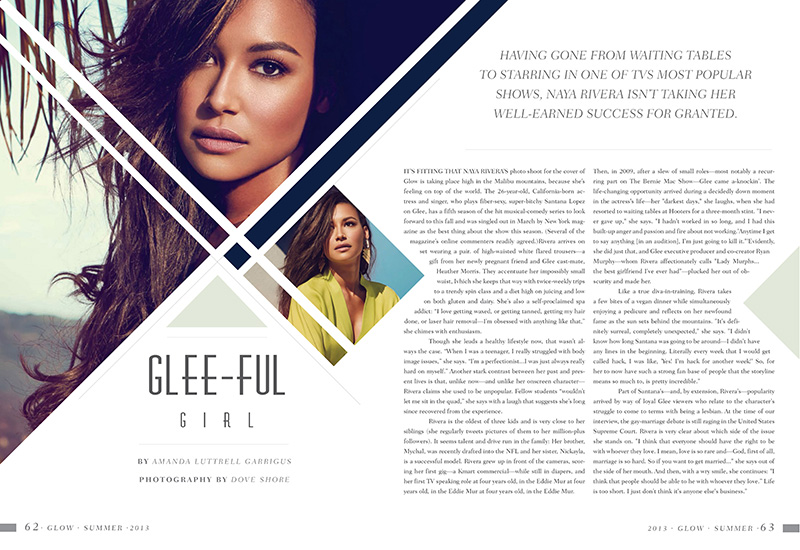 HAVING GONE FROM WAITING TABLES
TO STARRING IN ONE OF TVS MOST POPULAR
SHOWS, NAYA RIVERA ISN'T TAKING HER
WELL-EARNED SUCCESS FOR GRANTED.
GLEE-FUL
GIRL
BY AMANDA LUTTRELL GARRIGUS
PHOTOGRAPHY BY DOVE SHORE
IT'S FITTING THAT NAYA RIVERA'S photo shoot for the cover of
Glow is taking place high in the Malibu mountains, because she's
feeling on top of the world. The 26-year-old, California-born ac-
tress and singer, who plays fiber-sexy, super-bitchy Santana Lopez
on Glee, has a fifth season of the hit musical-comedy series to look
forward to this fall and was singled out in March by New York mag-
azine as the best thing about the show this season. (Several of the
magazine's online commenters readily agreed.)Rivera arrives on
set wearing a pair of high-waisted white flared trousers—a
gift from her newly pregnant friend and Glee cast-mate,
Heather Morris. They accentuate her impossibly small
waist, Ivhich she keeps that way with twice-weekly trips
to a trendy spin class and a diet high on juicing and low
on both gluten and dairy. She's also a self-proclaimed spa
addict: "I love getting waxed, or getting tanned, getting my hair
done, or laser hair removal—I'm obsessed with anything like that,"
she chimes with enthusiasm.
Though she leads a healthy lifestyle now, that wasn't al-
ways the case. "When I was a teenager, I really struggled with body
image issues," she says. "I'm a perfectionist...I was just always really
hard on myself." Another stark contrast between her past and pres-
ent lives is that, unlike now—and unlike her onscreen character—
Rivera claims she used to be unpopular. Fellow students "wouldn't
let me sit in the quad," she says with a laugh that suggests she's long
since recovered from the experience.
Rivera is the oldest of three kids and is very close to her
siblings (she regularly tweets pictures of them to her million-plus
followers). It seems talent and drive run in the family: Her brother,
Mychal, was recently drafted into the NFL and her sister, Nickayla,
is a successful model. Rivera grew up in front of the cameras, scor-
ing her first gig—a Kmart commercial—while still in diapers, and
her first TV speaking role at four years old, in the Eddie Mur at four
years old, in the Eddie Mur at four years old, in the Eddie Mur.
Then, in 2009, after a slew of small roles—most notably a recur-
ring part on The Bernie Mac Show—Glee came a-knockin'. The
life-changing opportunity arrived during a decidedly down moment
in the actress's life—her "darkest days," she laughs, when she had
resorted to waiting tables at Hooters for a three-month stint. "I nev-
er gave up," she says. "I hadn't worked in so long, and I had this
built-up anger and passion and fire about not working.'Anytime I get
to say anything [in an audition], I'm just going to kill it.'" Evidently,
she did just that, and Glee executive producer and co-creator Ryan
Murphy—whom Rivera affectionately calls "Lady Murphs...
the best girlfriend I've ever had"—plucked her out of ob-
scurity and made her.
Like a true diva-in-training, Rivera takes
a few bites of a vegan dinner while simultaneously
enjoying a pedicure and reflects on her newfound
fame as the sun sets behind the mountains. "It's defi-
nitely surreal, completely unexpected," she says. "I didn't
know how long Santana was going to be around—I didn't have
any lines in the beginning. Literally every week that I would get
called back, I was like, 'Yes! I'm back for another week!' So, for
her to now have such a strong fan base of people that the storyline
means so much to, is pretty incredible."
Part of Santana's—and, by extension, Rivera's—popularity
arrived by way of loyal Glee viewers who relate to the character's
struggle to come to terms with being a lesbian. At the time of our
interview, the gay-marriage debate is still raging in the United States
Supreme Court. Rivera is very clear about which side of the issue
she stands on. "I think that everyone should have the right to be
with whoever they love. I mean, love is so rare and—God, first of all,
marriage is so hard. So if you want to get married..." she says out of
the side of her mouth. And then, with a wry smile, she continues: "I
think that people should be able to be with whoever they love." Life
is too short. I just don't think it's anyone else's business."
62 · GLOW · SUMMER ·2013
2013 · GLOW · SUMMER ·63